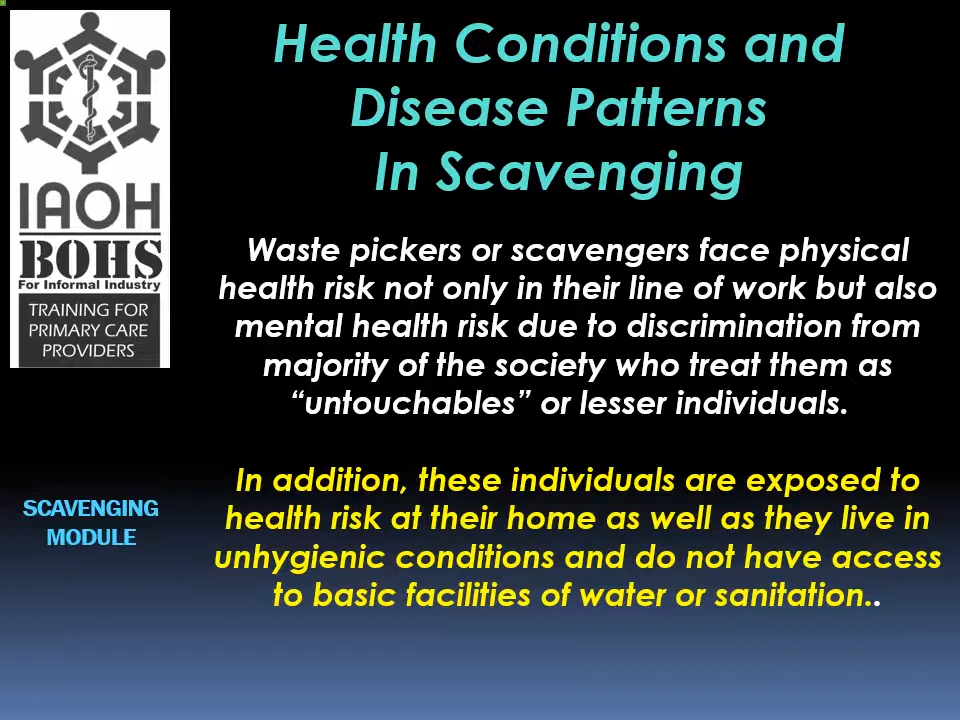 Health Conditions and
Disease Patterns
In Scavenging
IAOH
BOHS
For Informal Industry
TRAINING FOR
PRIMARY CARE
PROVIDERS
Waste pickers or scavengers face physical
health risk not only in their line of work but also
mental health risk due to discrimination from
majority of the society who treat them as
“untouchables” or lesser individuals.
In addition, these individuals are exposed to
health risk at their home as well as they live in
unhygienic conditions and do not have access
to basic facilities of water or sanitation..
SCAVENGING
MODULE